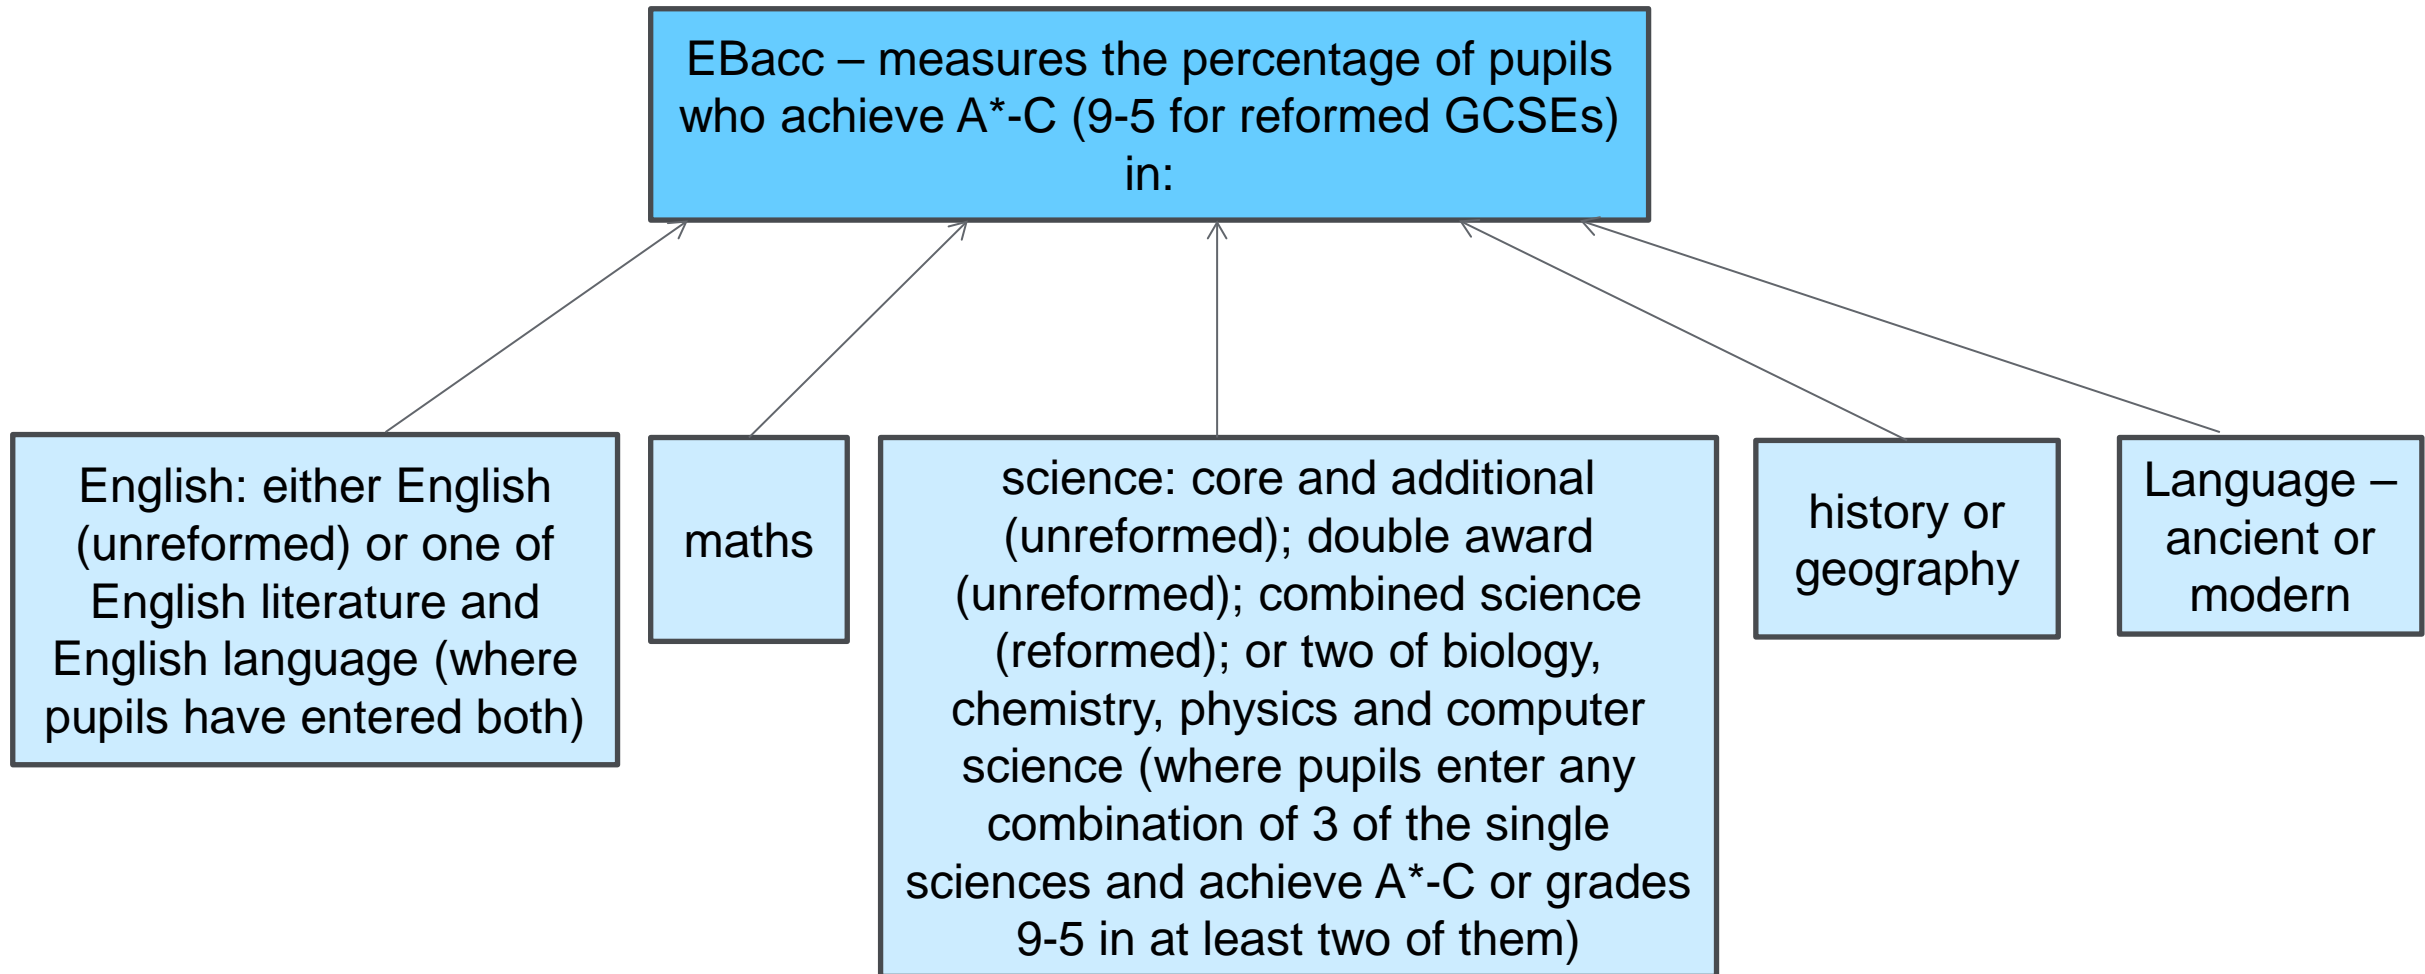 EBacc – measures the percentage of pupils
who achieve A*-C (9-5 for reformed GCSEs)
in:
English: either English
(unreformed) or one of
English literature and
English language (where
pupils have entered both)
maths
science: core and additional
(unreformed); double award
(unreformed); combined science
(reformed); or two of biology,
chemistry, physics and computer
science (where pupils enter any
combination of 3 of the single
sciences and achieve A*-C or grades
9-5 in at least two of them)
history or
geography
Language –
ancient or
modern